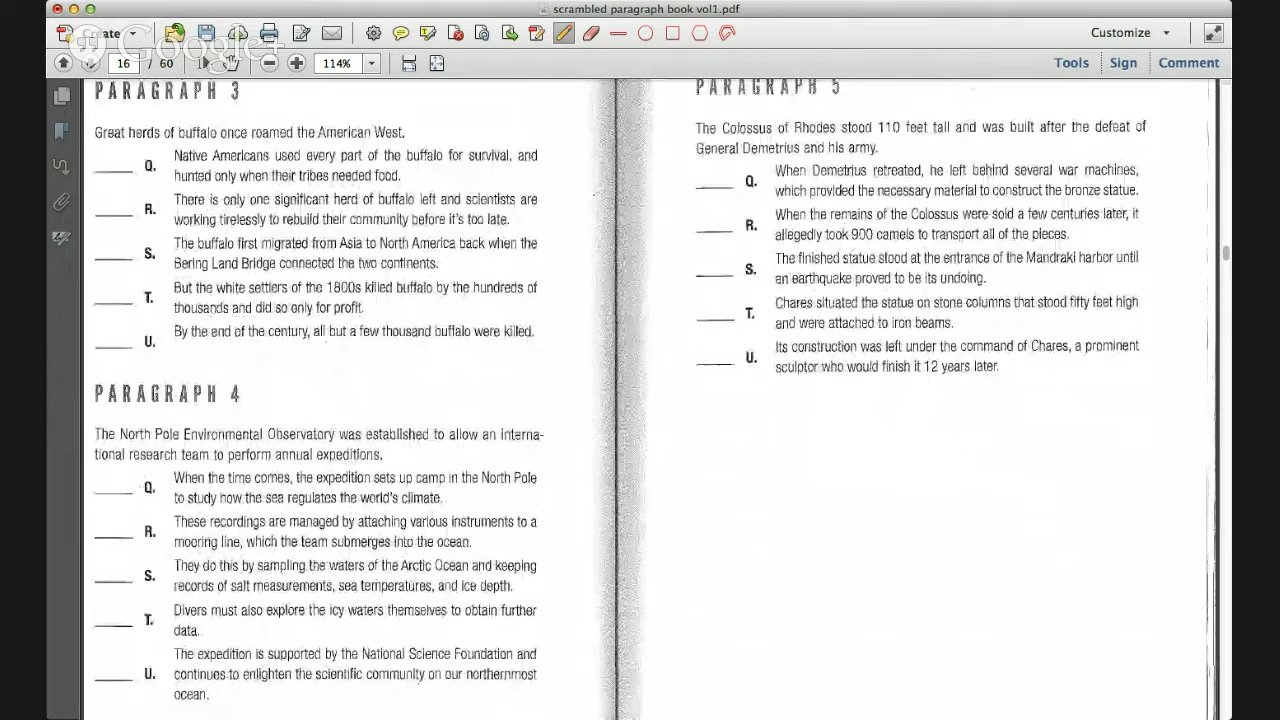 scrambled paragraph book vol1.pdf
Create
Google+
Customize
16 / 60
114%
Tools
Sign
Comment
PARAGRAPH 3
Great herds of buffalo once roamed the American West.
Q. Native Americans used every part of the buffalo for survival, and
hunted only when their tribes needed food.
R. There is only one significant herd of buffalo left and scientists are
working tirelessly to rebuild their community before it's too late.
S. The buffalo first migrated from Asia to North America back when the
Bering Land Bridge connected the two continents.
T. But the white settlers of the 1800s killed buffalo by the hundreds of
thousands and did so only for profit.
U. By the end of the century, all but a few thousand buffalo were killed.
PARAGRAPH 4
The North Pole Environmental Observatory was established to allow an interna-
tional research team to perform annual expeditions.
Q. When the time comes, the expedition sets up camp in the North Pole
to study how the sea regulates the world's climate.
R. These recordings are managed by attaching various instruments to a
mooring line, which the team submerges into the ocean.
S. They do this by sampling the waters of the Arctic Ocean and keeping
records of salt measurements, sea temperatures, and ice depth.
T. Divers must also explore the icy waters themselves to obtain further
data.
U. The expedition is supported by the National Science Foundation and
continues to enlighten the scientific community on our northernmost
ocean.
PARAGRAPH 5
The Colossus of Rhodes stood 110 feet tall and was built after the defeat of
General Demetrius and his army.
Q. When Demetrius retreated, he left behind several war machines,
which provided the necessary material to construct the bronze statue.
R. When the remains of the Colossus were sold a few centuries later, it
allegedly took 900 camels to transport all of the pieces.
S. The finished statue stood at the entrance of the Mandraki harbor until
an earthquake proved to be its undoing.
T. Chares situated the statue on stone columns that stood fifty feet high
and were attached to iron beams.
U. Its construction was left under the command of Chares, a prominent
sculptor who would finish it 12 years later.